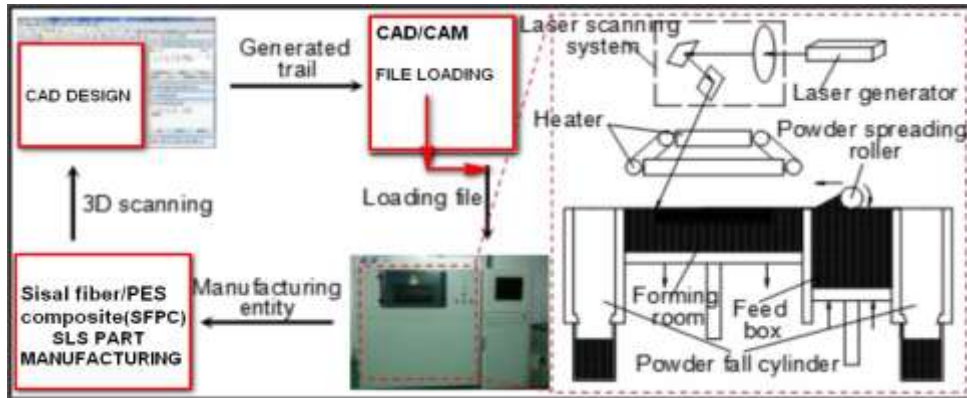 CAD DESIGN
Generated
trail
CAD/CAM
FILE LOADING
Loading file
Manufacturing
entity
Sisal fiber/PES
composite(SFPC)
SLS PART
MANUFACTURING
3D scanning
Laser scanning
system
Laser generator
Heater
Powder spreading
roller
Forming
room
Feed
box
Powder fall cylinder